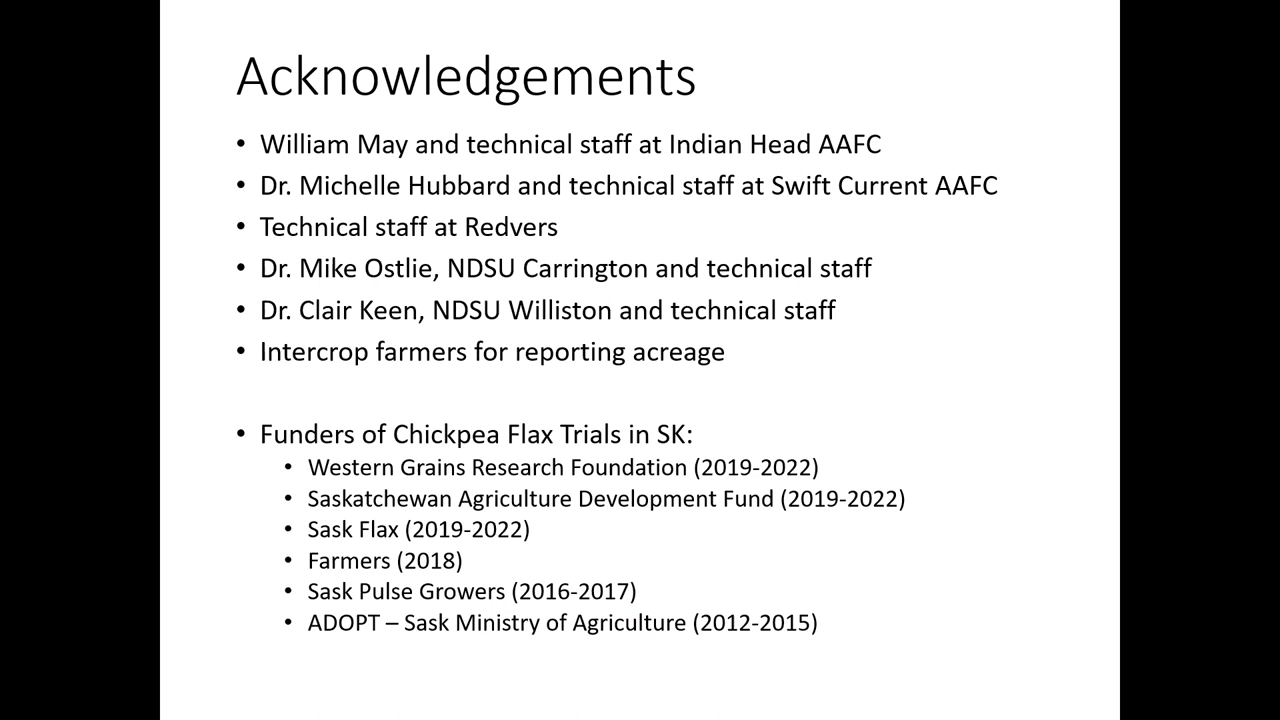 Acknowledgements
• William May and technical staff at Indian Head AAFC
• Dr. Michelle Hubbard and technical staff at Swift Current AAFC
• Technical staff at Redvers
• Dr. Mike Ostlie, NDSU Carrington and technical staff
• Dr. Clair Keen, NDSU Williston and technical staff
• Intercrop farmers for reporting acreage
• Funders of Chickpea Flax Trials in SK:
• Western Grains Research Foundation (2019-2022)
• Saskatchewan Agriculture Development Fund (2019-2022)
• Sask Flax (2019-2022)
• Farmers (2018)
• Sask Pulse Growers (2016-2017)
• ADOPT – Sask Ministry of Agriculture (2012-2015)